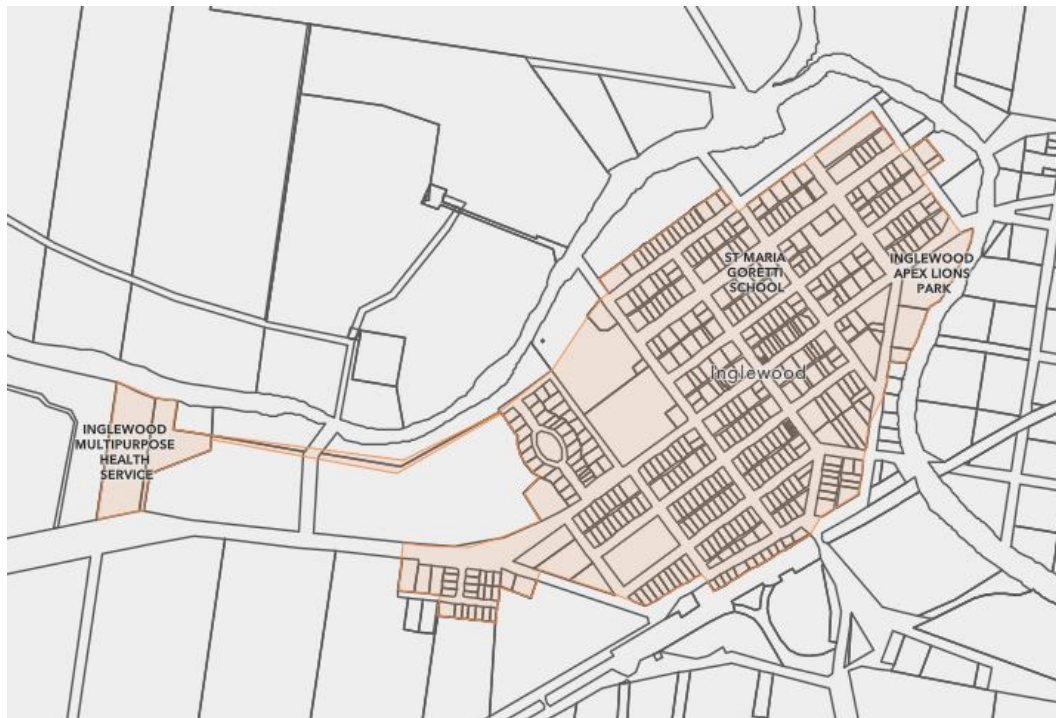 ST MARIA
GORETTI
SCHOOL
INGLEWOOD
APEX LIONS
PARK
Inglewood
INGLEWOOD
MULTIPURPOSE
HEALTH
SERVICE